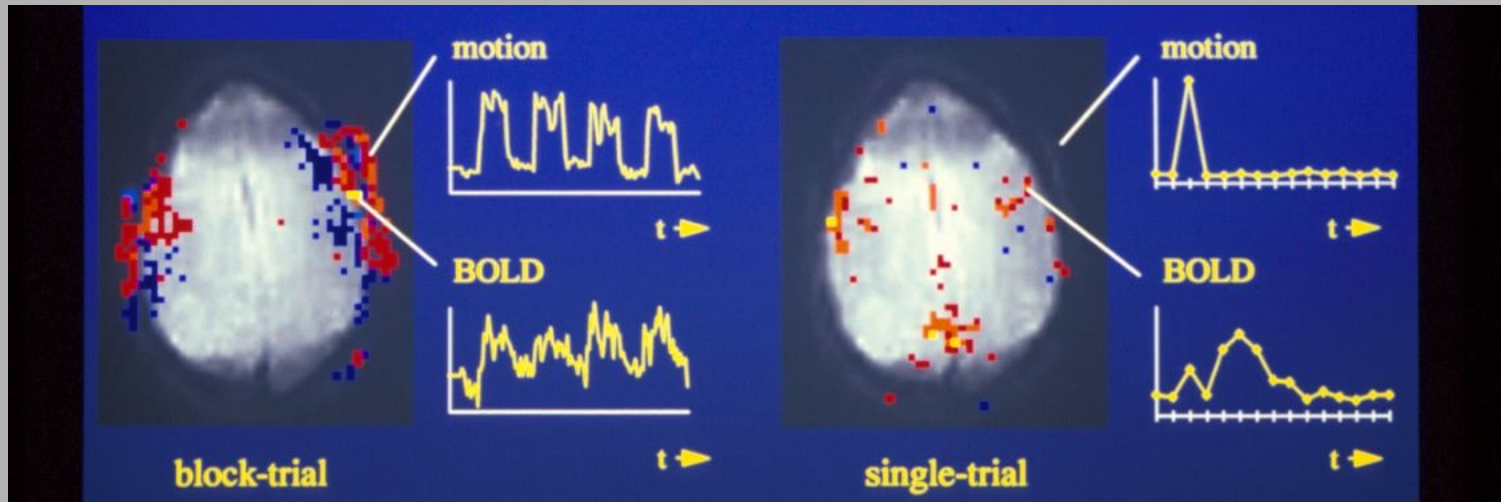 motion
t
BOLD
t
block-trial
motion
t
BOLD
t
single-trial